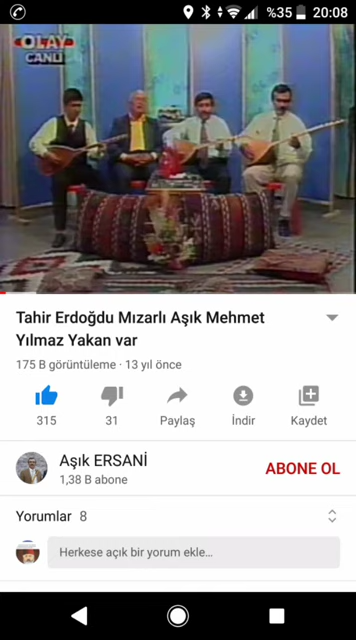 %35 20:08
OLAY
CANLI
Tahir Erdoğdu Mızarlı Aşık Mehmet
Yılmaz Yakan var
175 B görüntüleme · 13 yıl önce
315
31
Paylaş
İndir
Kaydet
Aşık ERSANİ
1,38 B abone
ABONE OL
Yorumlar 8
Herkese açık bir yorum ekle...